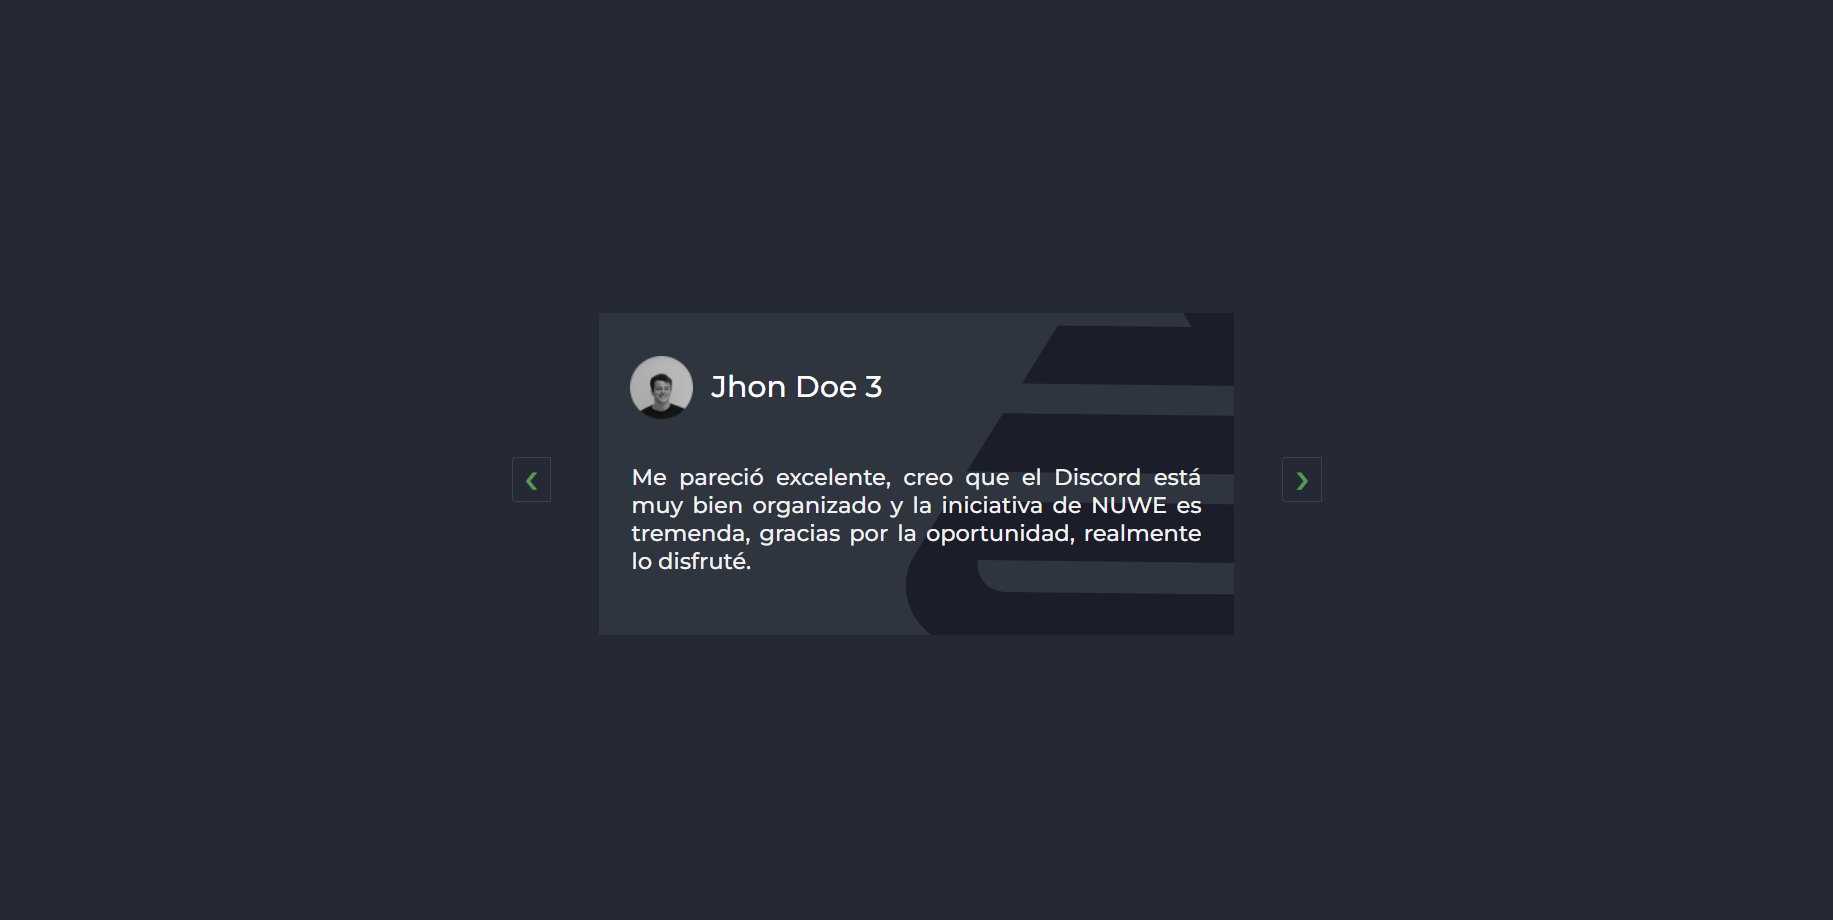 Jhon Doe 3
Me pareció excelente, creo que el Discord está
muy bien organizado y la iniciativa de NUWE es
tremenda, gracias por la oportunidad, realmente
lo disfruté.